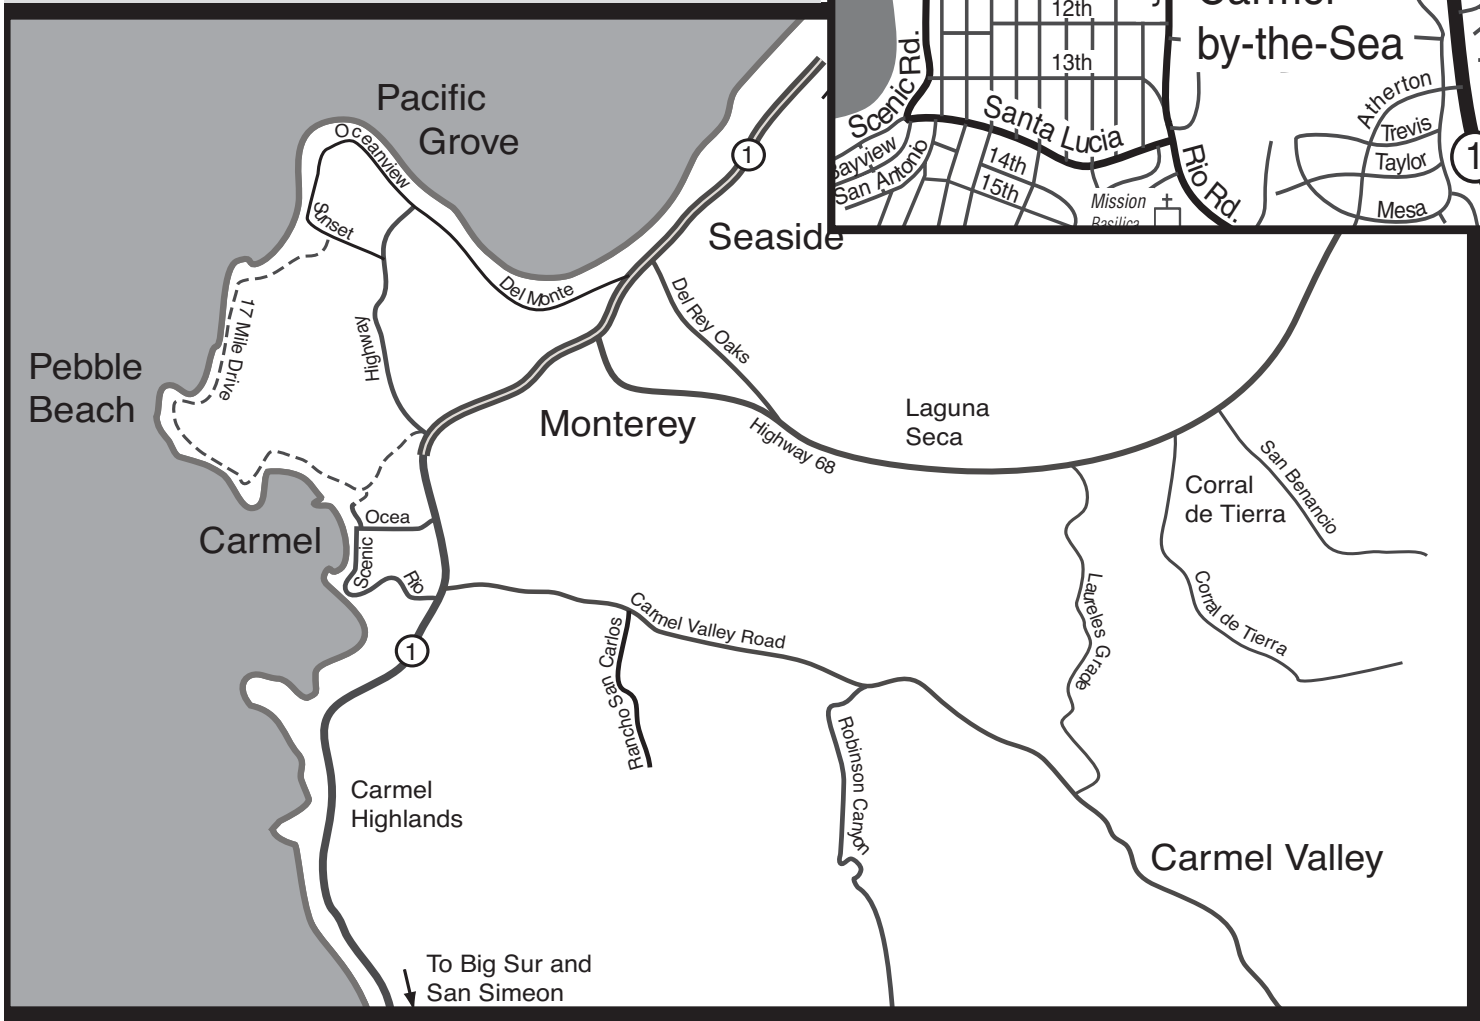 12th
by-the-Sea
13th
Scenic Rd.
Santa Lucia
Atherton
Trevis
Taylor
Mesa
1
San Antonio
14th
15th
Mission
Rio Rd.
Pacific
Grove
Oceanview
Sunset
1
Seaside
Del Monte
Del Rey Oaks
17 Mile Drive
Highway
Pebble
Beach
Monterey
Highway 68
Laguna
Seca
San Benancio
Corral
de Tierra
Ocea
Carmel
Scenic
Rio
Laureles Grade
Corral de Tierra
Carmel Valley Road
1
Rancho San Carlos
Robinson Canyon
Carmel
Highlands
Carmel Valley
To Big Sur and
San Simeon